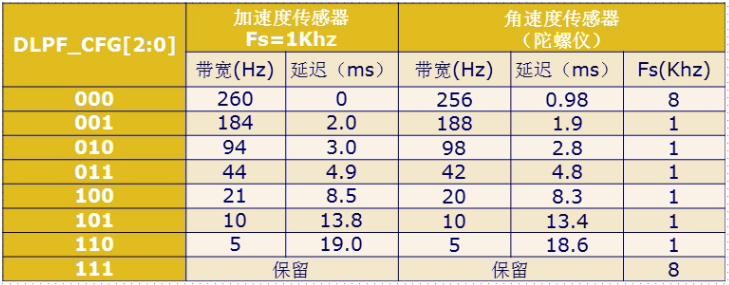 DLPF_CFG[2:0] 加速度传感器 角速度传感器
Fs=1Khz （陀螺仪）
带宽(Hz) 延迟（ms） 带宽(Hz) 延迟（ms） Fs(Khz)
000 260 0 256 0.98 8
001 184 2.0 188 1.9 1
010 94 3.0 98 2.8 1
011 44 4.9 42 4.8 1
100 21 8.5 20 8.3 1
101 10 13.8 10 13.4 1
110 5 19.0 5 18.6 1
111 保留 保留 8